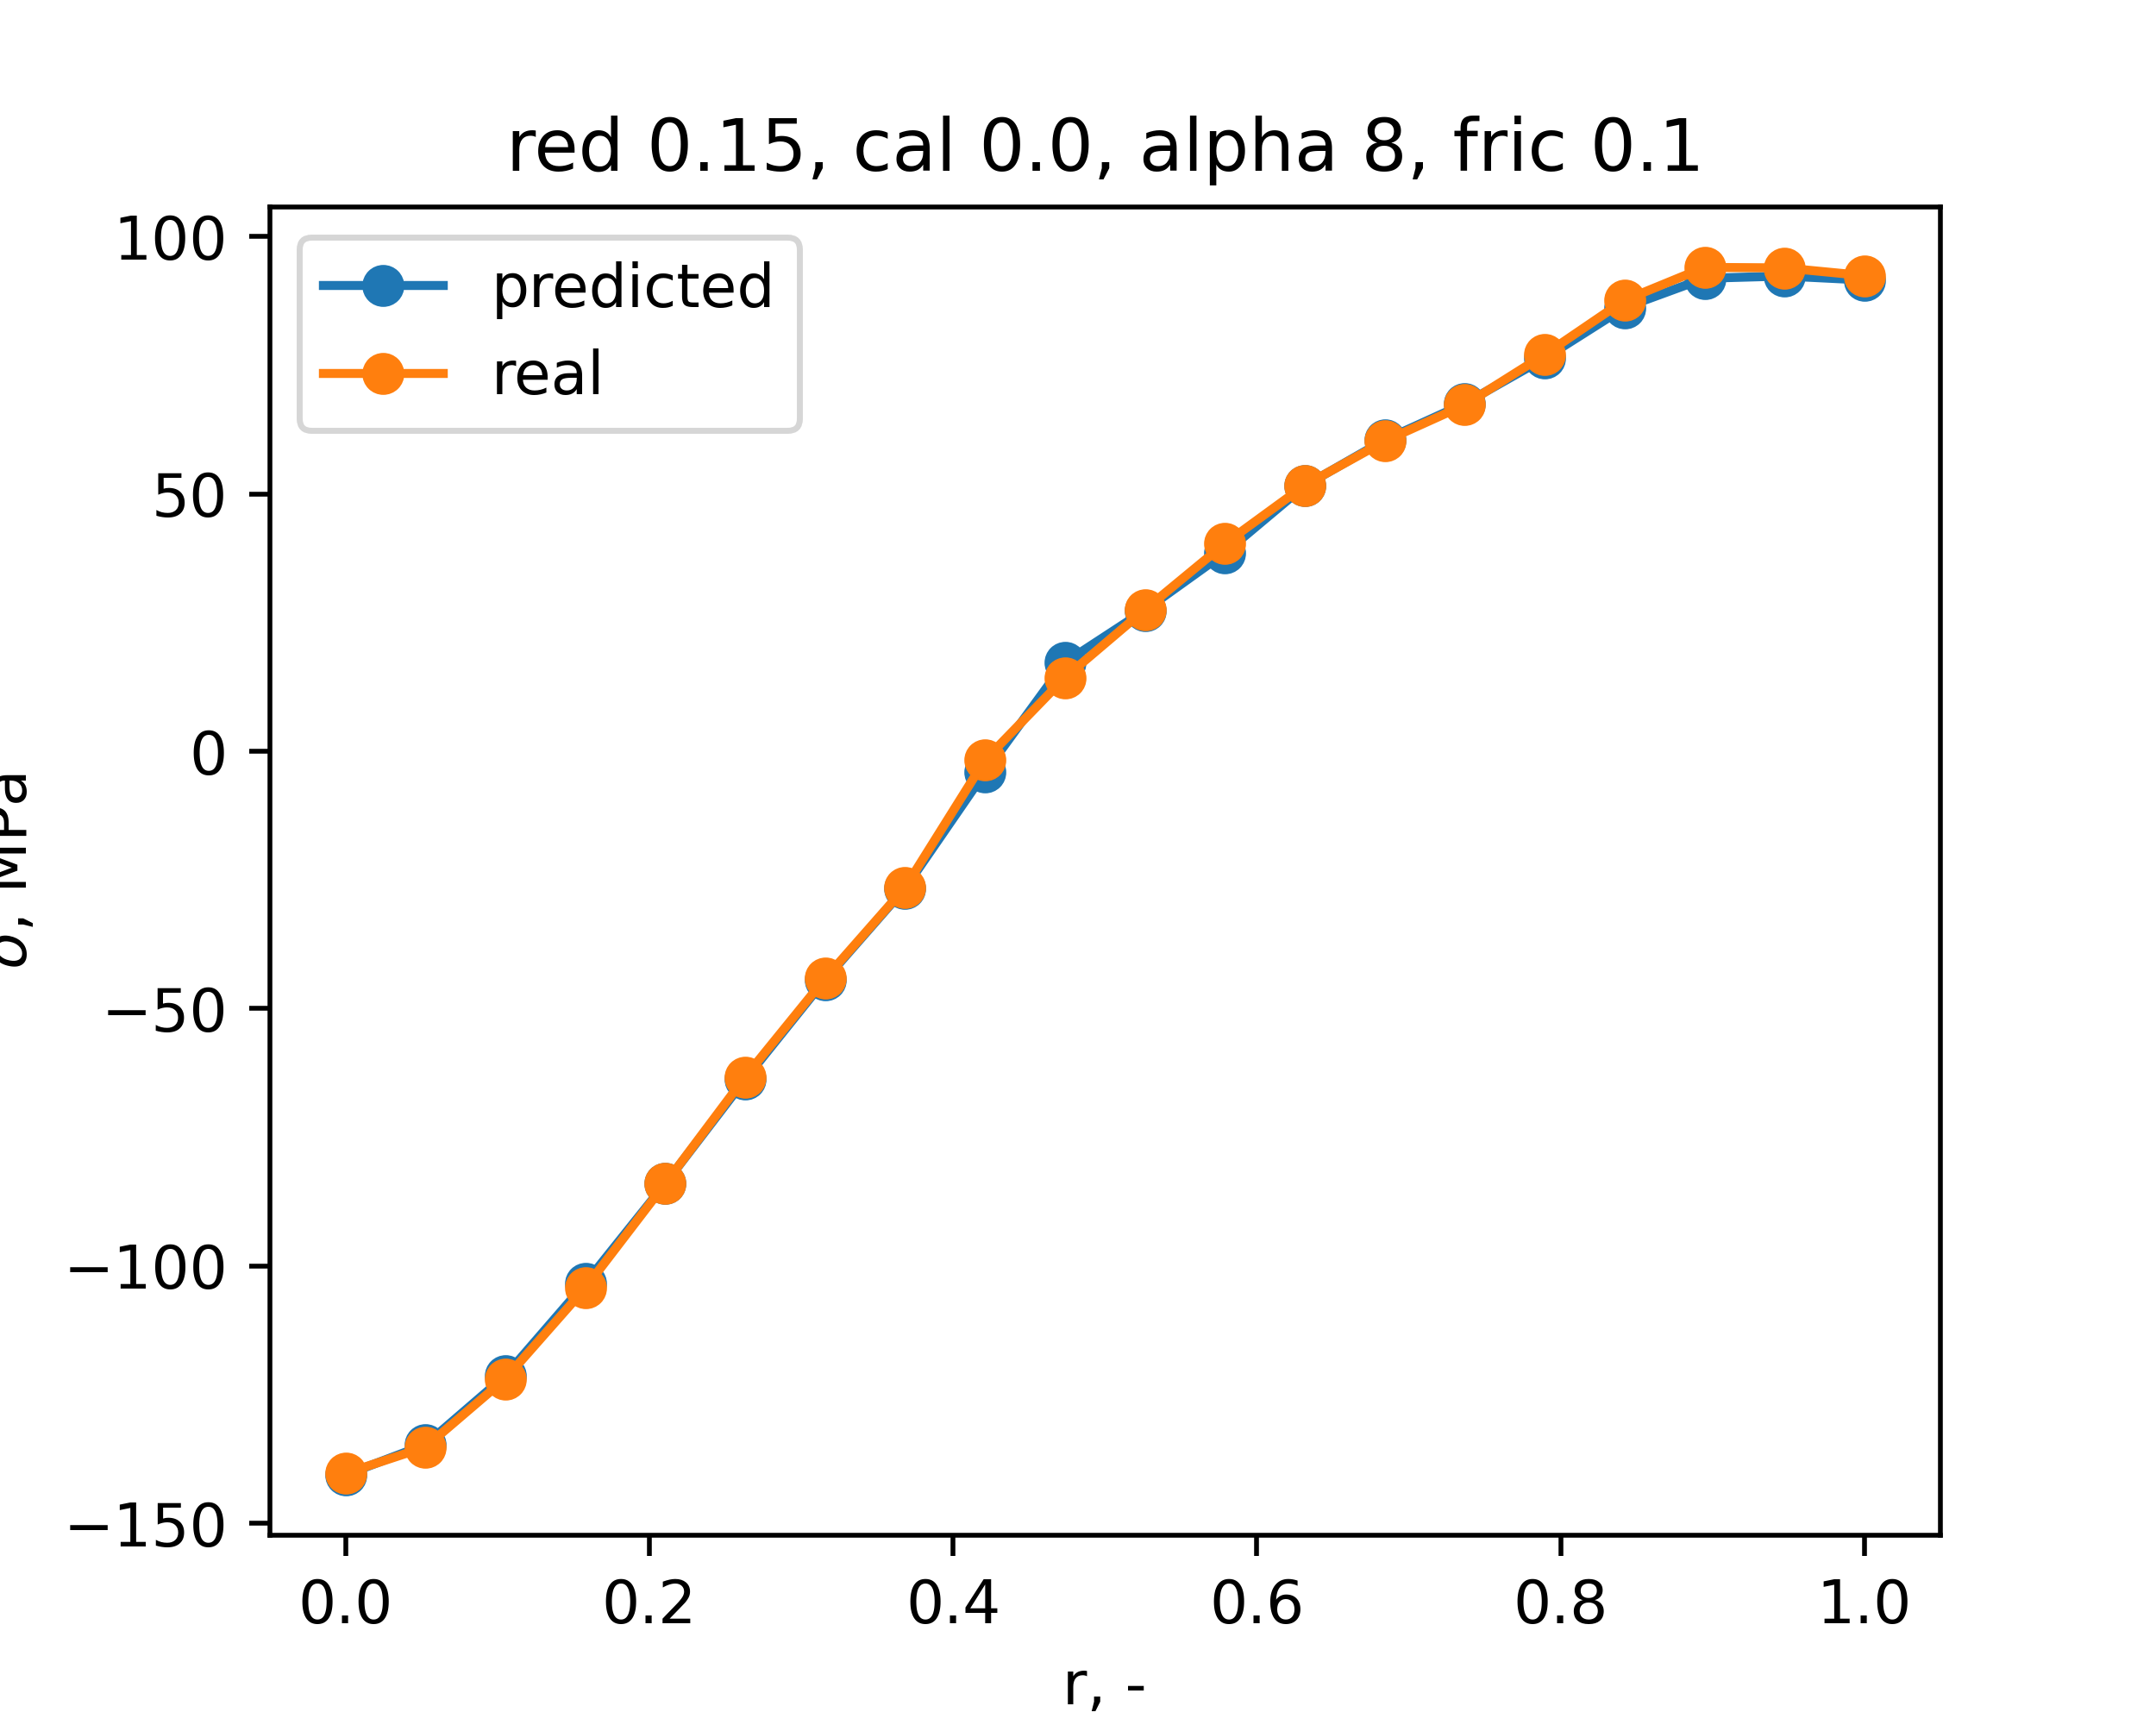 red 0.15, cal 0.0, alpha 8, fric 0.1
100
50
0
−50
−100
−150
predicted
real
σ, MPa
0.0 0.2 0.4 0.6 0.8 1.0
r, -